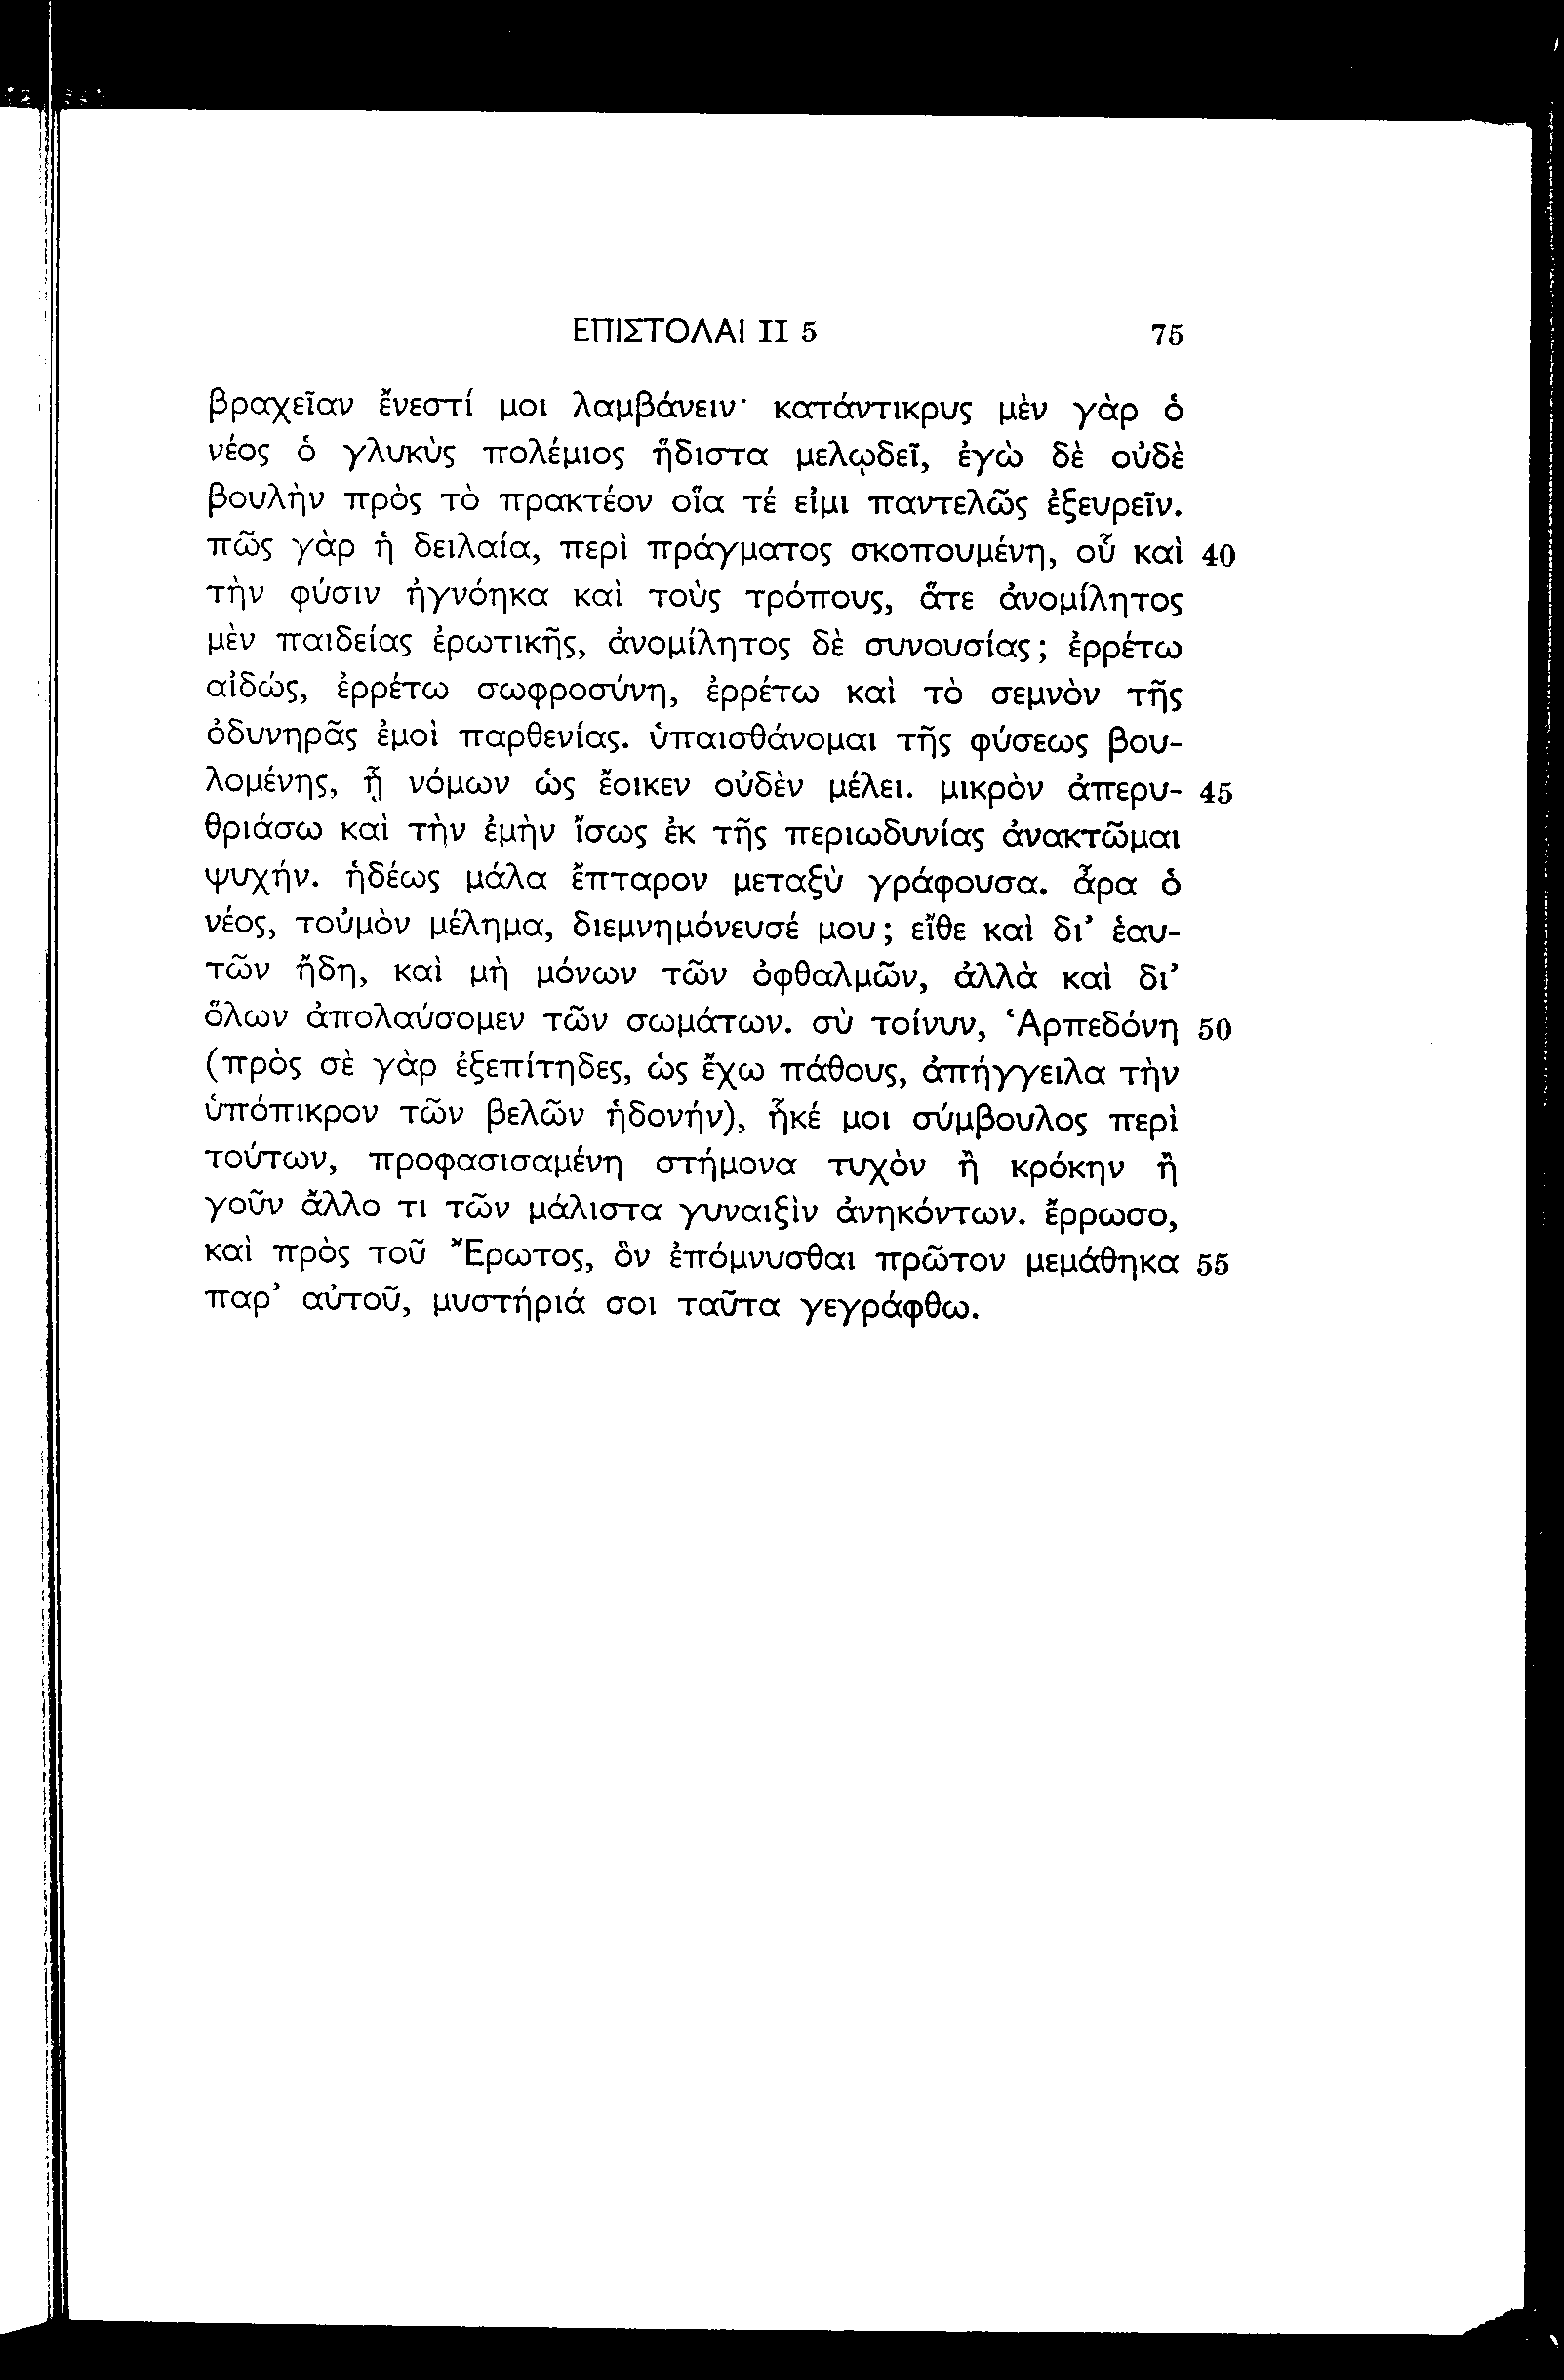 ΕΠΙΣΤΟΛΑΙ II 5 75
βραχεῖαν ἔνεστί μοι λαμβάνειν· κατάντικρυς μὲν γὰρ ὁ
νέος ὁ γλυκὺς πολέμιος ἥδιστα μελῳδεῖ, ἐγὼ δὲ οὐδὲ
βουλὴν πρὸς τὸ πρακτέον οἵα τέ εἰμι παντελῶς ἐξευρεῖν.
πῶς γὰρ ἡ δειλαία, περὶ πράγματος σκοπουμένη, οὗ καὶ 40
τὴν φύσιν ἠγνόηκα καὶ τοὺς τρόπους, ἅτε ἀνομίλητος
μὲν παιδείας ἐρωτικῆς, ἀνομίλητος δὲ συνουσίας; ἐρρέτω
αἰδώς, ἐρρέτω σωφροσύνη, ἐρρέτω καὶ τὸ σεμνὸν τῆς
ὀδυνηρᾶς ἐμοὶ παρθενίας. ὑπαισθάνομαι τῆς φύσεως βου-
λομένης, ᾗ νόμων ὡς ἔοικεν οὐδὲν μέλει. μικρὸν ἀπερυ- 45
θριάσω καὶ τὴν ἐμὴν ἴσως ἐκ τῆς περιωδυνίας ἀνακτῶμαι
ψυχήν. ἡδέως μάλα ἔπταρον μεταξὺ γράφουσα. ἆρα ὁ
νέος, τοὐμὸν μέλημα, διεμνημόνευσέ μου; εἴθε καὶ δι’ ἑαυ-
τῶν ἤδη, καὶ μὴ μόνων τῶν ὀφθαλμῶν, ἀλλὰ καὶ δι’
ὅλων ἀπολαύσομεν τῶν σωμάτων. σὺ τοίνυν, Ἁρπεδόνη 50
(πρὸς σὲ γὰρ ἐξεπίτηδες, ὡς ἔχω πάθους, ἀπήγγειλα τὴν
ὑπόπικρον τῶν βελῶν ἡδονήν), ἧκέ μοι σύμβουλος περὶ
τούτων, προφασισαμένη στήμονα τυχὸν ἢ κρόκην ἢ
γοῦν ἄλλο τι τῶν μάλιστα γυναιξὶν ἀνηκόντων. ἔρρωσο,
καὶ πρὸς τοῦ Ἔρωτος, ὃν ἐπόμνυσθαι πρῶτον μεμάθηκα 55
παρ’ αὐτοῦ, μυστήριά σοι ταῦτα γεγράφθω.